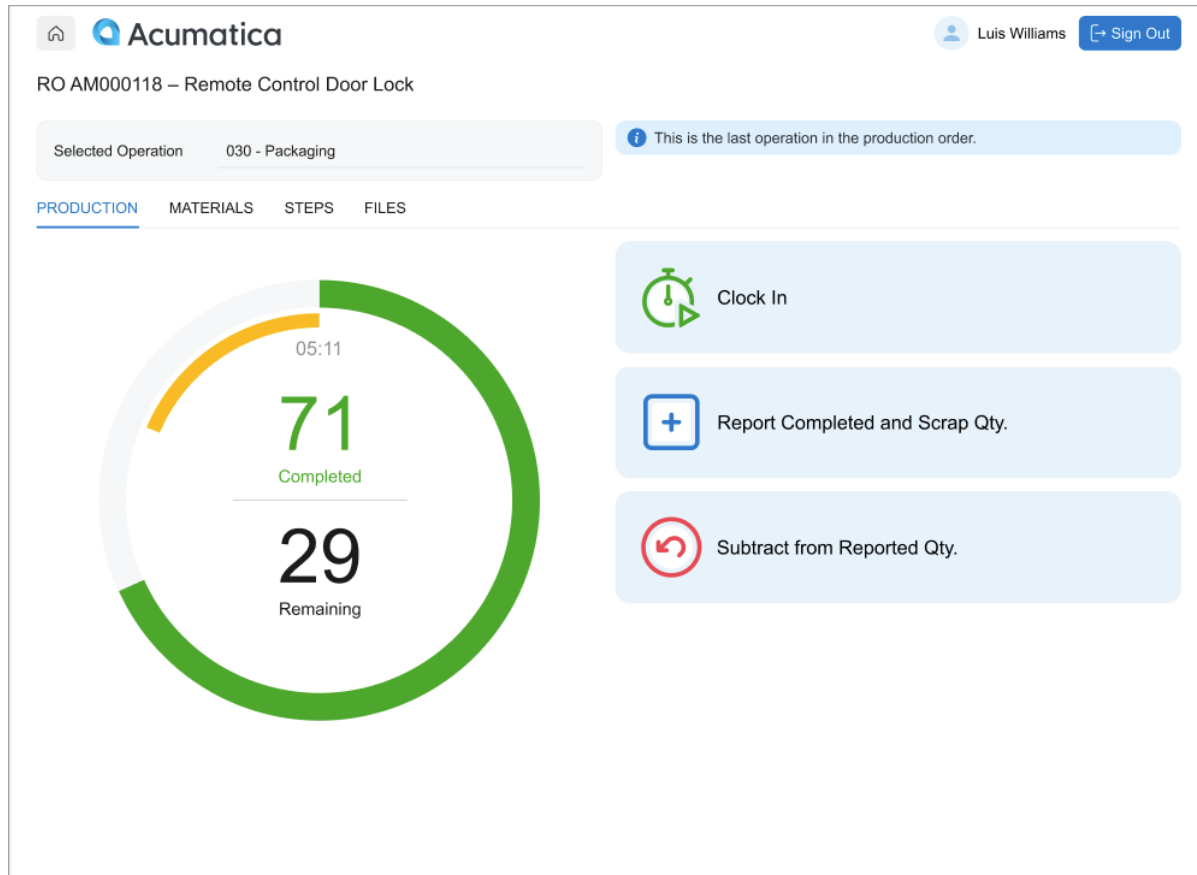 Acumatica
Luis Williams
Sign Out
RO AM000118 – Remote Control Door Lock
Selected Operation 030 - Packaging
This is the last operation in the production order.
PRODUCTION MATERIALS STEPS FILES
05:11
71
Completed
29
Remaining
Clock In
Report Completed and Scrap Qty.
Subtract from Reported Qty.